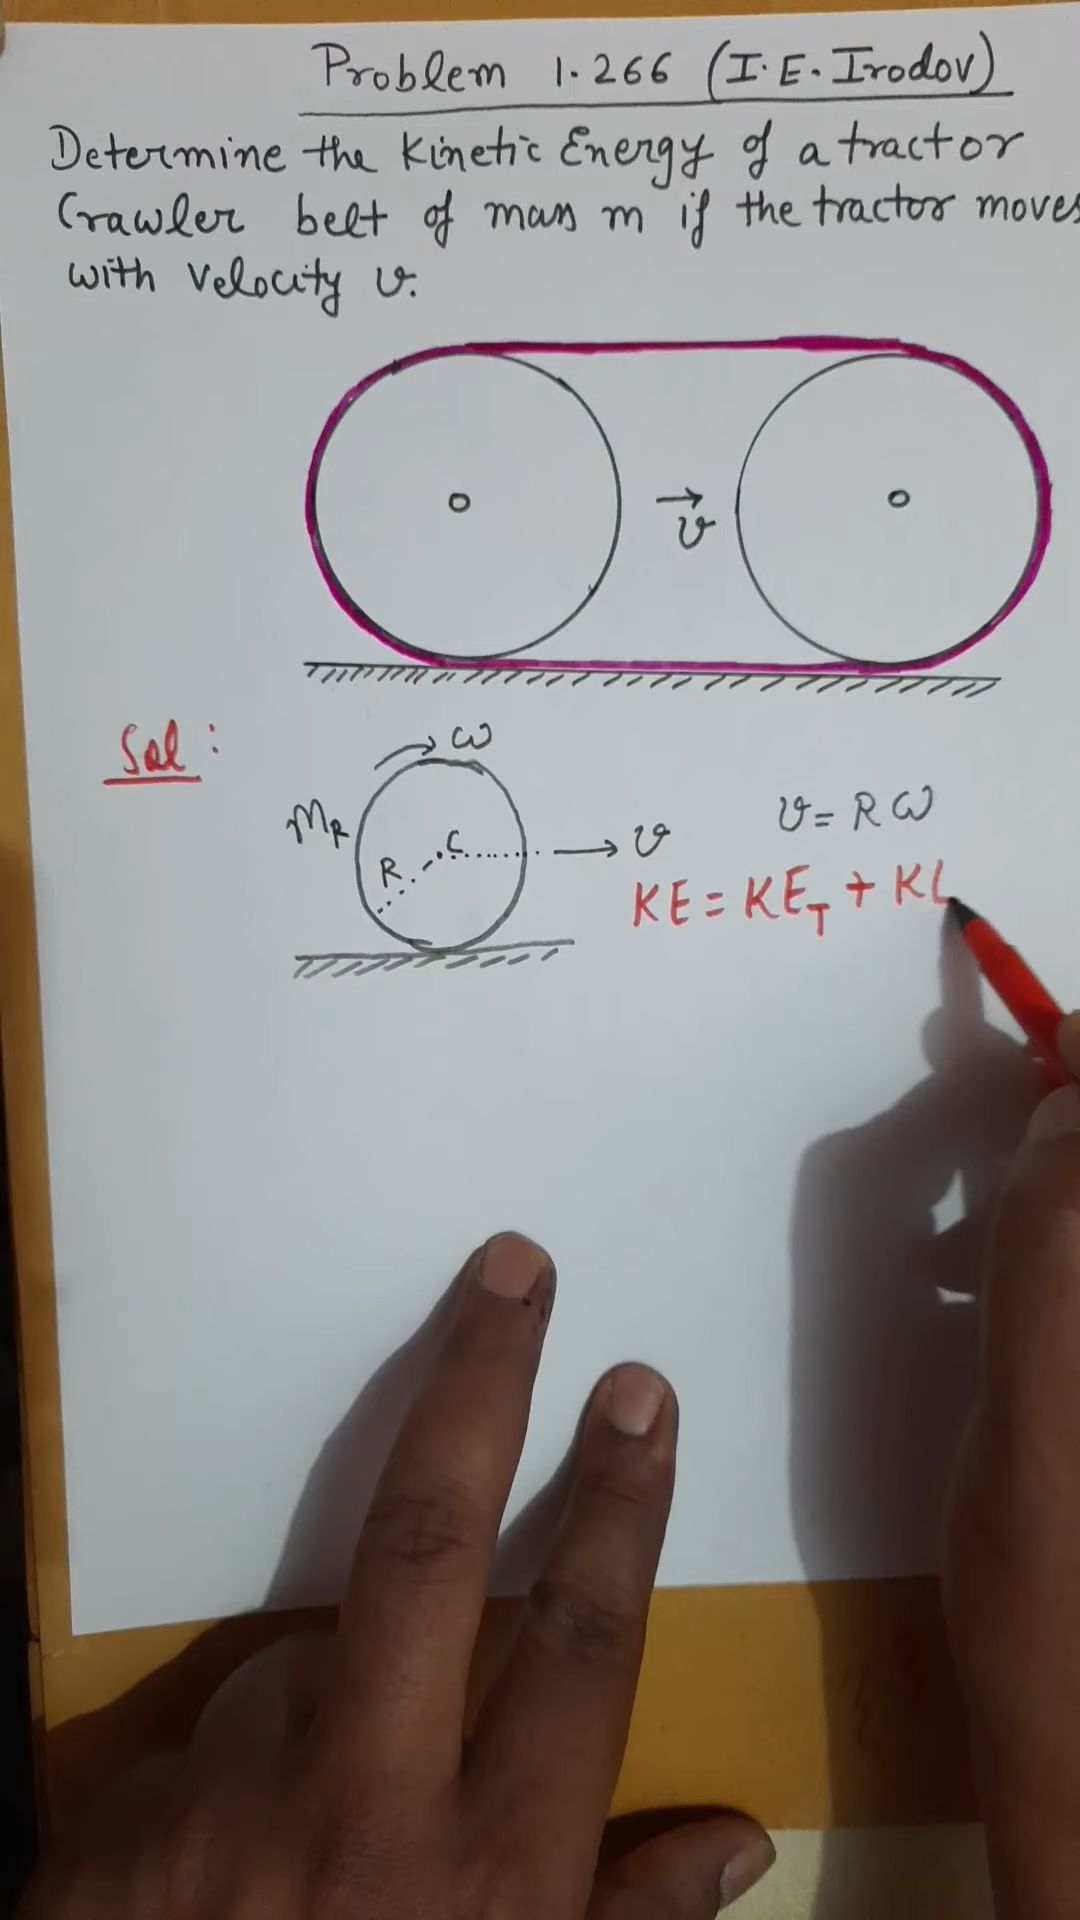 Problem 1.266 (I.E. Irodov)
Determine the Kinetic Energy of a tractor
Crawler belt of mass m if the tractor moves
with velocity v.
v
Sol:
ω
m_R
C
R
v
v = Rω
KE = KE_T + K